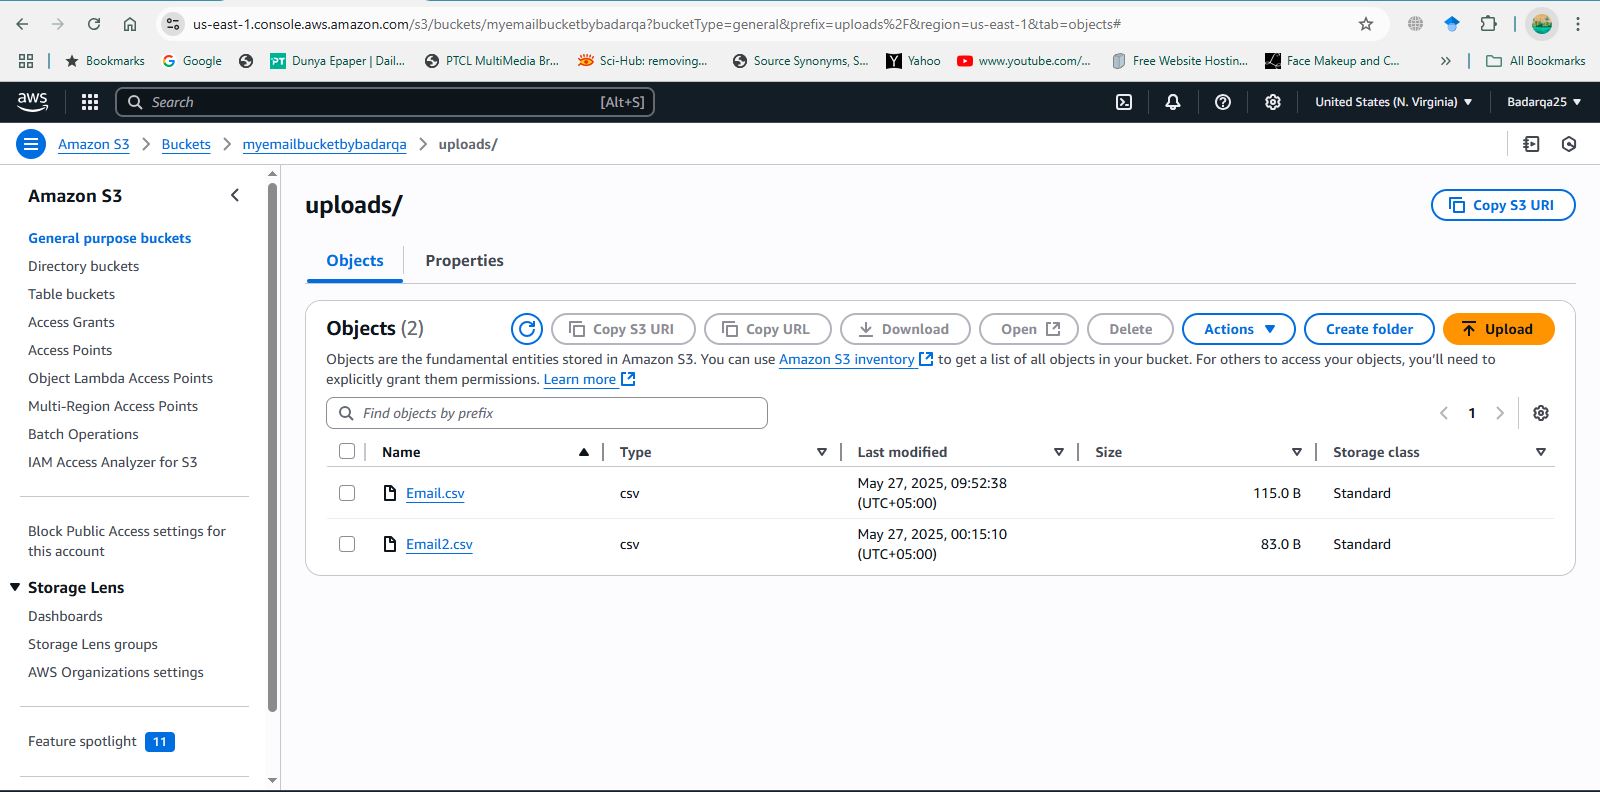 us-east-1.console.aws.amazon.com/s3/buckets/myemailbucketbybadarqa?bucketType=general&prefix=uploads%2F&region=us-east-1&tab=objects#
Bookmarks Google PT Dunya Epaper | Dail... PTCL MultiMedia Br... Sci-Hub: removing... Source Synonyms, S... Y Yahoo www.youtube.com/... Free Website Hostin... Face Makeup and C... » All Bookmarks
aws Search [Alt+S] United States (N. Virginia) Badarqa25
Amazon S3 > Buckets > myemailbucketbybadarqa > uploads/
Amazon S3
General purpose buckets
Directory buckets
Table buckets
Access Grants
Access Points
Object Lambda Access Points
Multi-Region Access Points
Batch Operations
IAM Access Analyzer for S3
Block Public Access settings for
this account
Storage Lens
Dashboards
Storage Lens groups
AWS Organizations settings
Feature spotlight 11
uploads/
Copy S3 URI
Objects Properties
Objects (2) Copy S3 URI Copy URL Download Open Delete Actions Create folder Upload
Objects are the fundamental entities stored in Amazon S3. You can use Amazon S3 inventory to get a list of all objects in your bucket. For others to access your objects, you'll need to
explicitly grant them permissions. Learn more
Find objects by prefix
1
Name Type Last modified Size Storage class
Email.csv csv May 27, 2025, 09:52:38 115.0 B Standard
(UTC+05:00)
Email2.csv csv May 27, 2025, 00:15:10 83.0 B Standard
(UTC+05:00)